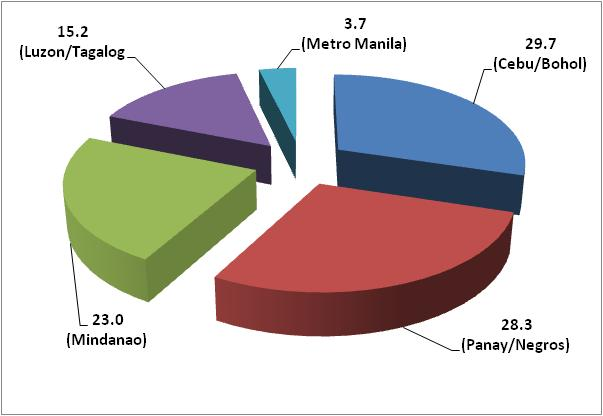 3.7
(Metro Manila)
15.2
(Luzon/Tagalog
29.7
(Cebu/Bohol)
23.0
(Mindanao)
28.3
(Panay/Negros)